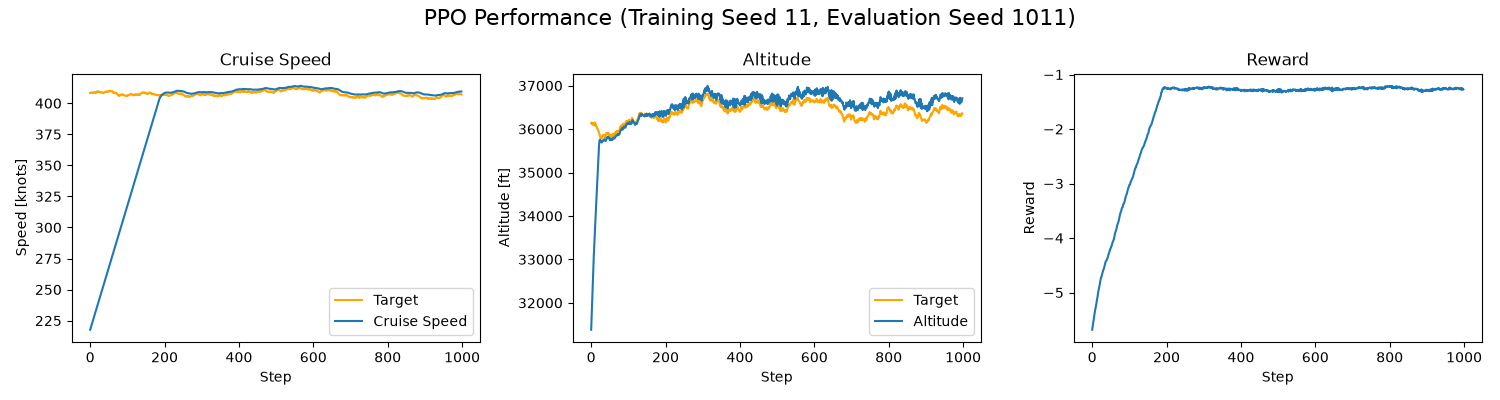 PPO Performance (Training Seed 11, Evaluation Seed 1011)
Cruise Speed
Speed [knots]
400
375
350
325
300
275
250
225
0 200 400 600 800 1000
Step
Target
Cruise Speed
Altitude
Altitude [ft]
37000
36000
35000
34000
33000
32000
0 200 400 600 800 1000
Step
Target
Altitude
Reward
Reward
−1
−2
−3
−4
−5
0 200 400 600 800 1000
Step